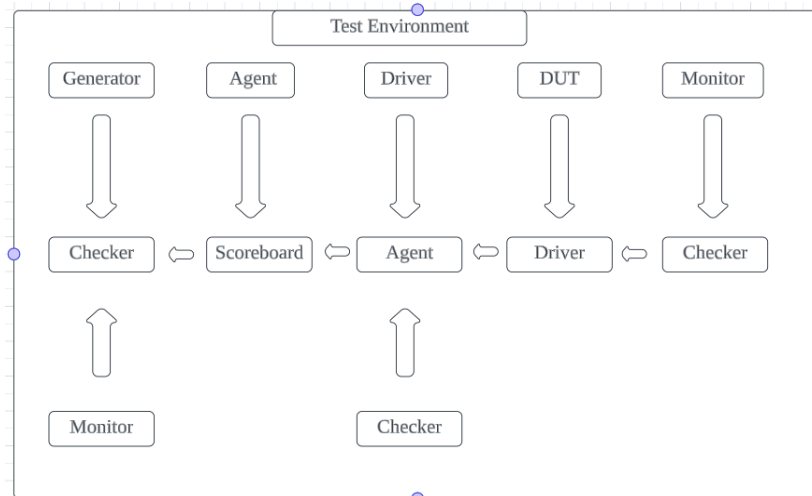 Test Environment
Generator
Agent
Driver
DUT
Monitor
Checker
Scoreboard
Agent
Driver
Checker
Monitor
Checker